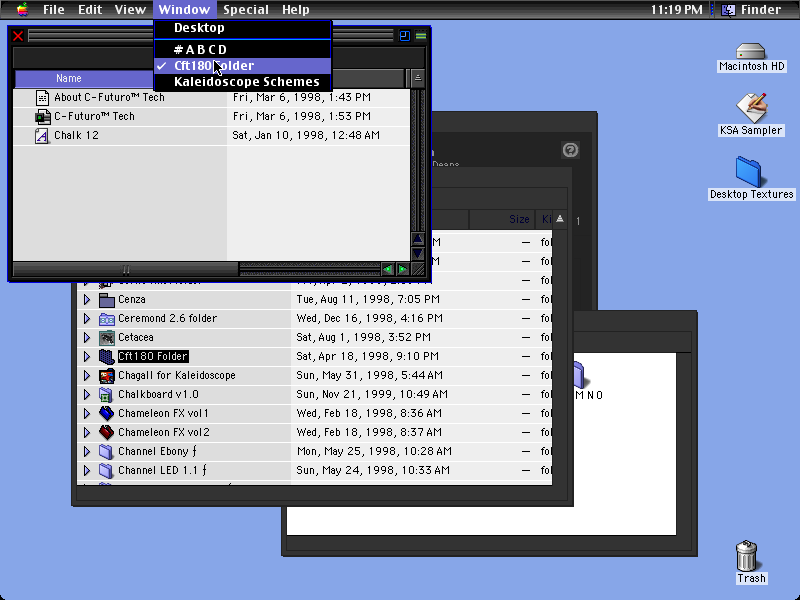 File Edit View Window Special Help 11:19 PM Finder
Desktop
# A B C D
✓ Cft180 Folder
Kaleidoscope Schemes
Name
About C-Futuro™ Tech Fri, Mar 6, 1998, 1:43 PM
C-Futuro™ Tech Fri, Mar 6, 1998, 1:53 PM
Chalk 12 Sat, Jan 10, 1998, 12:48 AM
Size Ki
1
M — fol
M — fol
— fol
Cenza Tue, Aug 11, 1998, 7:05 PM — fol
Ceremond 2.6 folder Wed, Dec 16, 1998, 4:16 PM — fol
Cetacea Sat, Aug 1, 1998, 3:52 PM — fol
Cft180 Folder Sat, Apr 18, 1998, 9:10 PM — fol
Chagall for Kaleidoscope Sun, May 31, 1998, 5:44 AM — fol
Chalkboard v1.0 Sun, Nov 21, 1999, 10:49 AM — fol
Chameleon FX vol1 Wed, Feb 18, 1998, 8:36 AM — fol
Chameleon FX vol2 Wed, Feb 18, 1998, 8:37 AM — fol
Channel Ebony ƒ Mon, May 25, 1998, 10:28 AM — fol
Channel LED 1.1 ƒ Sun, May 24, 1998, 10:33 AM — fol
M N O
Macintosh HD
KSA Sampler
Desktop Textures
Trash